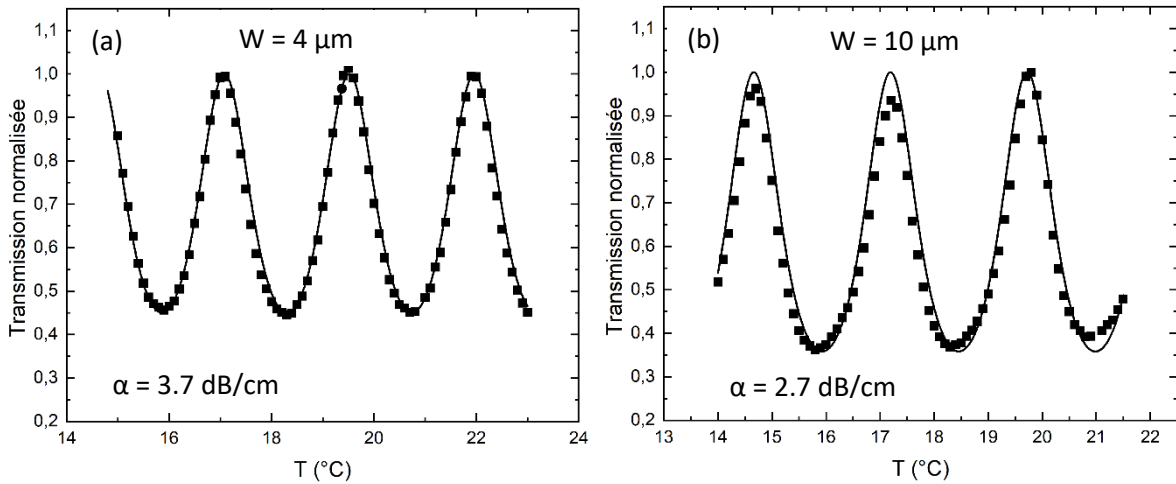 (a)
W = 4 µm
1,1
1,0
0,9
0,8
0,7
0,6
0,5
0,4
0,3
0,2
Transmission normalisée
α = 3.7 dB/cm
14 16 18 20 22 24
T (°C)
(b)
W = 10 µm
1,1
1,0
0,9
0,8
0,7
0,6
0,5
0,4
0,3
0,2
Transmission normalisée
α = 2.7 dB/cm
13 14 15 16 17 18 19 20 21 22
T (°C)